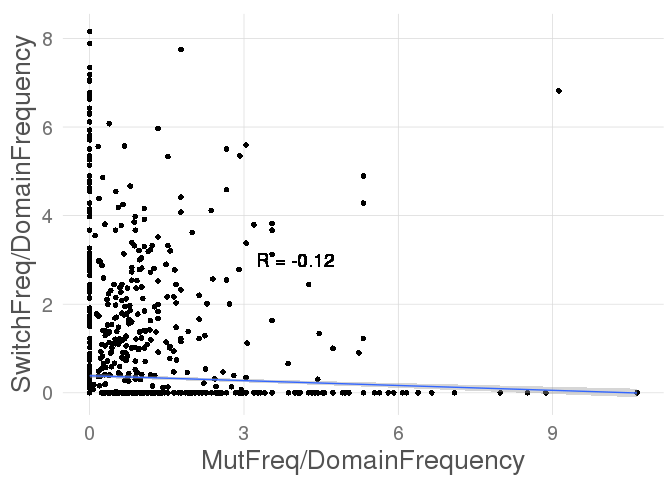 SwitchFreq/DomainFrequency
8
6
4
2
0
R = -0.12
0 3 6 9
MutFreq/DomainFrequency